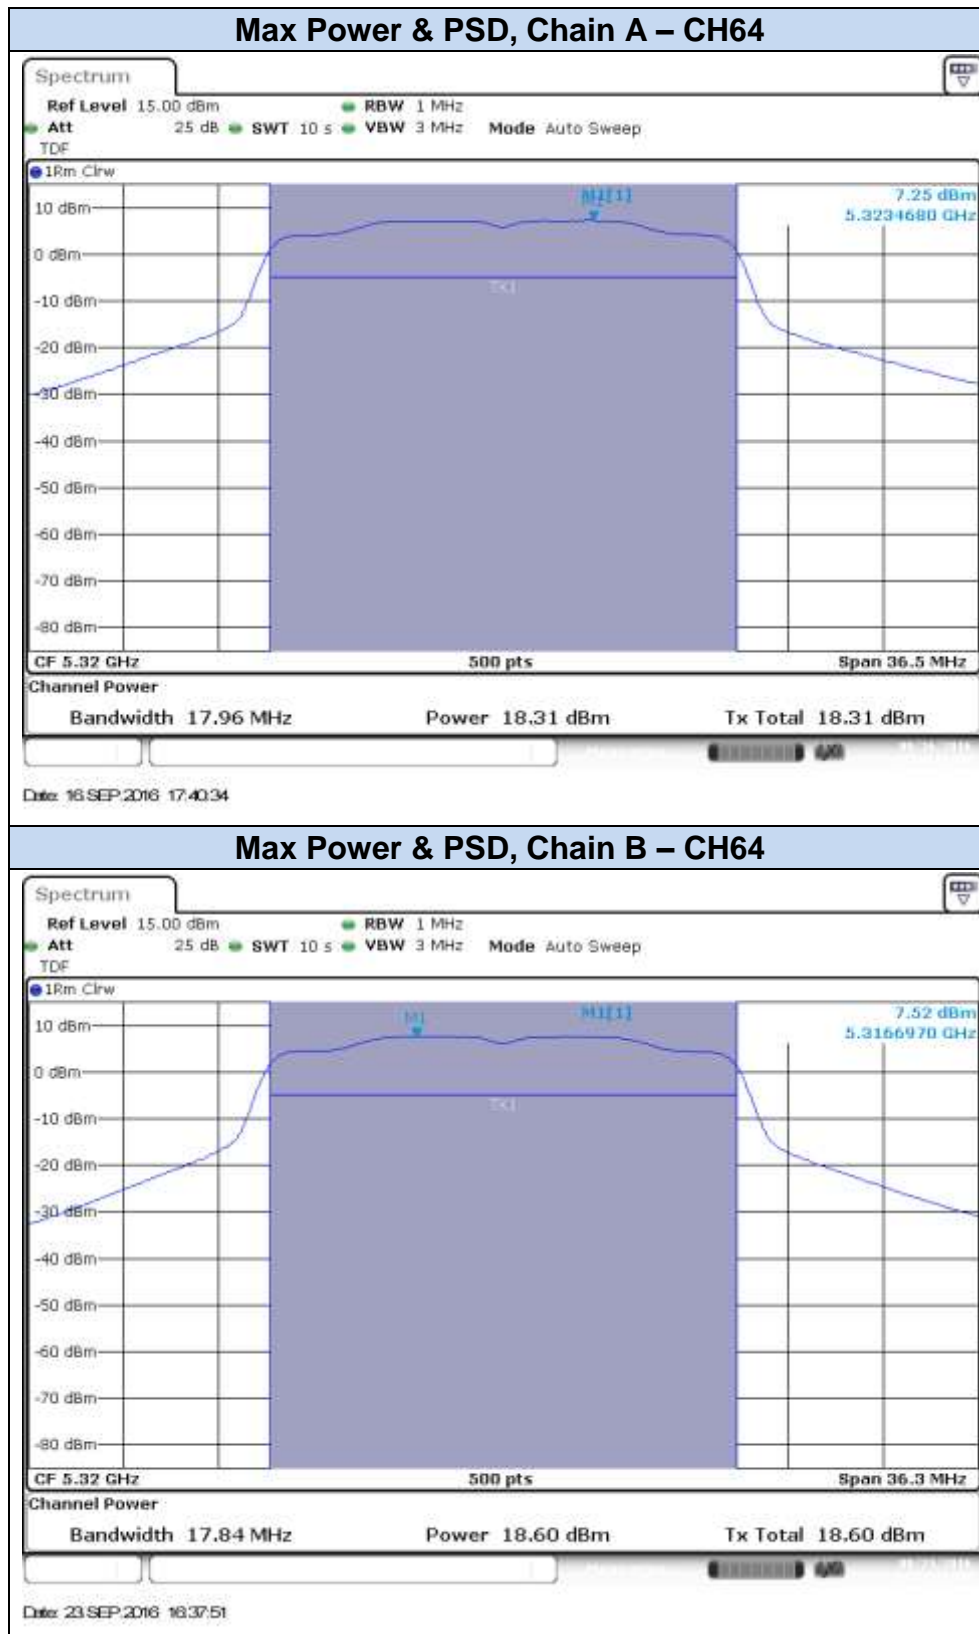 Max Power & PSD, Chain A – CH64
Spectrum
Ref Level 15.00 dBm RBW 1 MHz
Att 25 dB SWT 10 s VBW 3 MHz Mode Auto Sweep
TDF
1Rm Clrw
M1[1] 7.25 dBm
5.3234680 GHz
10 dBm
0 dBm
Tx1
-10 dBm
-20 dBm
-30 dBm
-40 dBm
-50 dBm
-60 dBm
-70 dBm
-80 dBm
CF 5.32 GHz 500 pts Span 36.5 MHz
Channel Power
Bandwidth 17.96 MHz Power 18.31 dBm Tx Total 18.31 dBm
Date: 16.SEP.2016 17:40:34
Max Power & PSD, Chain B – CH64
Spectrum
Ref Level 15.00 dBm RBW 1 MHz
Att 25 dB SWT 10 s VBW 3 MHz Mode Auto Sweep
TDF
1Rm Clrw
M1 M1[1] 7.52 dBm
5.3166970 GHz
10 dBm
0 dBm
Tx1
-10 dBm
-20 dBm
-30 dBm
-40 dBm
-50 dBm
-60 dBm
-70 dBm
-80 dBm
CF 5.32 GHz 500 pts Span 36.3 MHz
Channel Power
Bandwidth 17.84 MHz Power 18.60 dBm Tx Total 18.60 dBm
Date: 23.SEP.2016 16:37:51